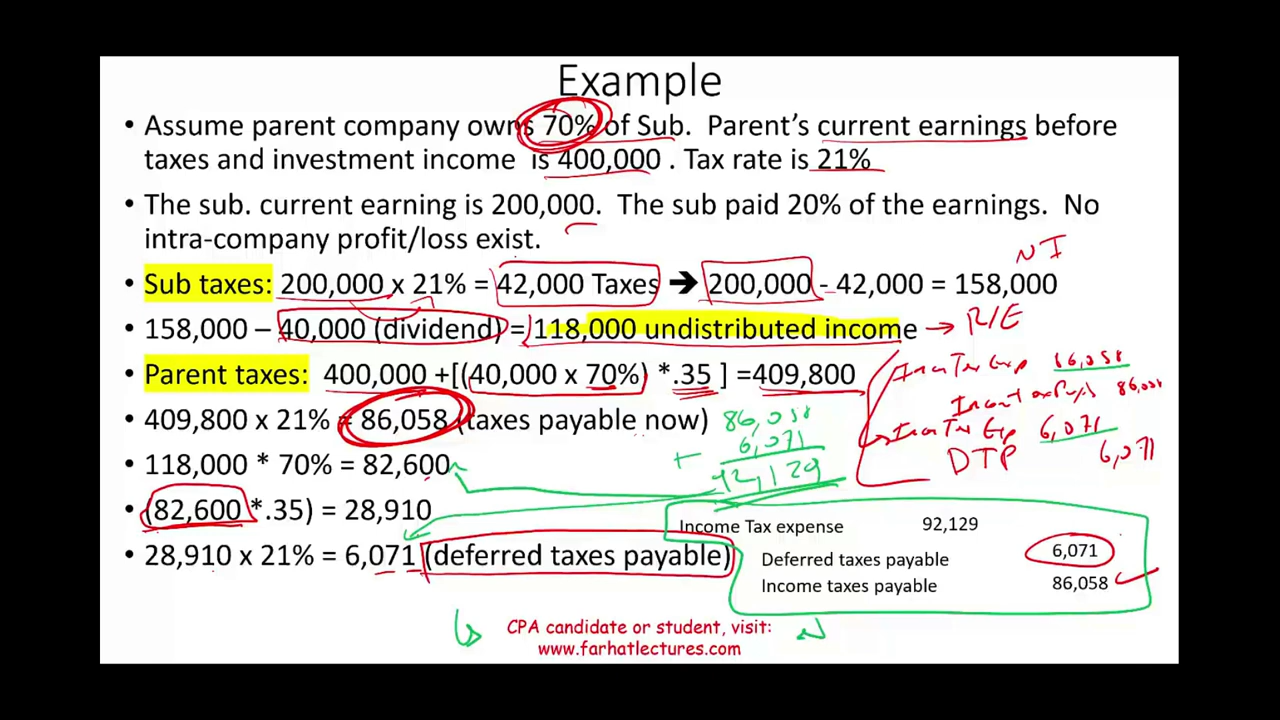 Example
• Assume parent company owns 70% of Sub. Parent's current earnings before
taxes and investment income is 400,000 . Tax rate is 21%
• The sub. current earning is 200,000. The sub paid 20% of the earnings. No
intra-company profit/loss exist.
NI
• Sub taxes: 200,000 x 21% = 42,000 Taxes → 200,000 - 42,000 = 158,000
• 158,000 – 40,000 (dividend) = 118,000 undistributed income → R/E
• Parent taxes: 400,000 +[(40,000 x 70%) *.35 ] =409,800
86,058
86,058
• 409,800 x 21% = 86,058 (taxes payable now)
86,058
6,071
+
92,129
6,071
DTP 6,071
• 118,000 * 70% = 82,600
• (82,600 *.35) = 28,910
• 28,910 x 21% = 6,071 (deferred taxes payable)
Income Tax expense 92,129
Deferred taxes payable 6,071
Income taxes payable 86,058
CPA candidate or student, visit:
www.farhatlectures.com